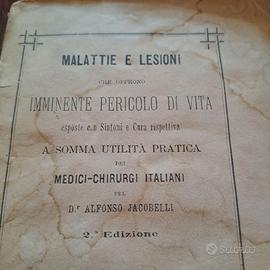 MALATTIE E LESIONI
CHE OFFRONO
IMMINENTE PERICOLO DI VITA
esposte con Sintomi e Cura rispettiva
A SOMMA UTILITÀ PRATICA
DEI
MEDICI-CHIRURGI ITALIANI
PEL
D.r ALFONSO JACOBELLI
2.ª Edizione
subito